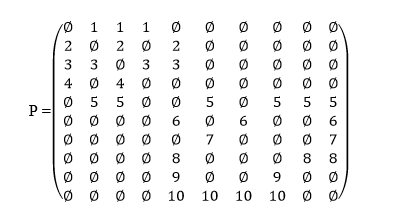 ∅ 1 1 1 ∅ ∅ ∅ ∅ ∅ ∅
2 ∅ 2 ∅ 2 ∅ ∅ ∅ ∅ ∅
3 3 ∅ 3 3 ∅ ∅ ∅ ∅ ∅
4 ∅ 4 ∅ ∅ ∅ ∅ ∅ ∅ ∅
P = ∅ 5 5 ∅ ∅ 5 ∅ 5 5 5
∅ ∅ ∅ ∅ 6 ∅ 6 ∅ ∅ 6
∅ ∅ ∅ ∅ ∅ 7 ∅ ∅ ∅ 7
∅ ∅ ∅ ∅ 8 ∅ ∅ ∅ 8 8
∅ ∅ ∅ ∅ 9 ∅ ∅ 9 ∅ ∅
∅ ∅ ∅ ∅ 10 10 10 10 ∅ ∅